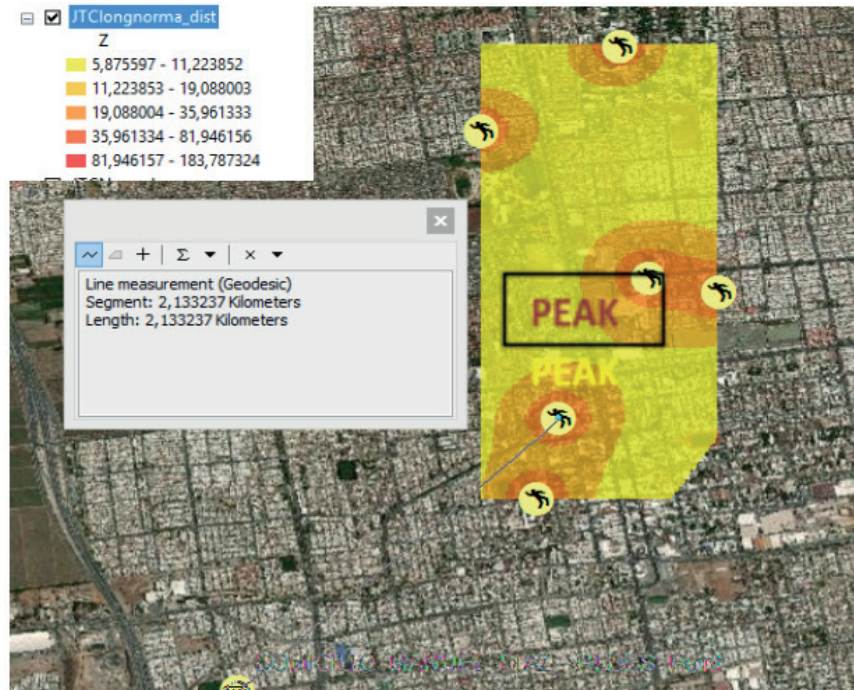 JTClongnorma_dist
Z
5,875597 - 11,223852
11,223853 - 19,088003
19,088004 - 35,961333
35,961334 - 81,946156
81,946157 - 183,787324
Line measurement (Geodesic)
Segment: 2,133237 Kilometers
Length: 2,133237 Kilometers
PEAK
PEAK